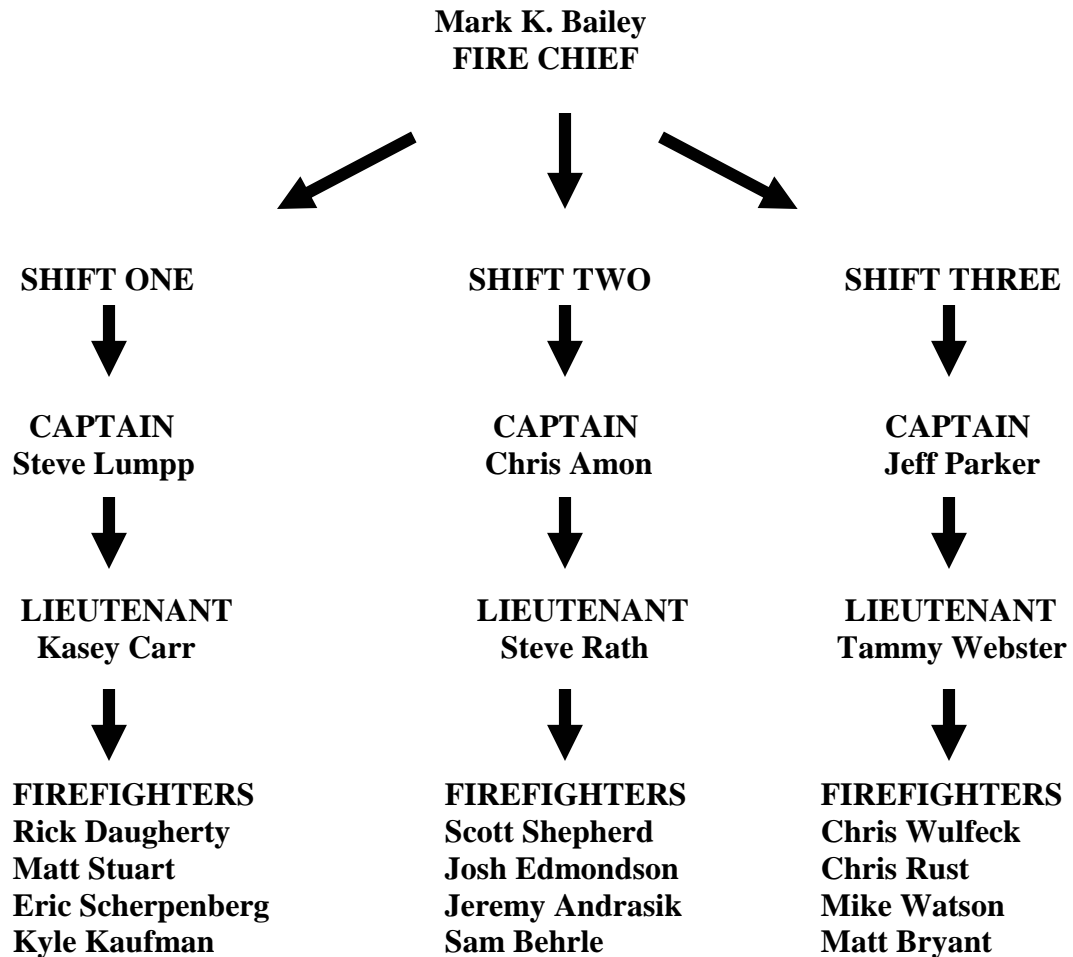 Mark K. Bailey
FIRE CHIEF
SHIFT ONE
SHIFT TWO
SHIFT THREE
CAPTAIN
Steve Lumpp
CAPTAIN
Chris Amon
CAPTAIN
Jeff Parker
LIEUTENANT
Kasey Carr
LIEUTENANT
Steve Rath
LIEUTENANT
Tammy Webster
FIREFIGHTERS
Rick Daugherty
Matt Stuart
Eric Scherpenberg
Kyle Kaufman
FIREFIGHTERS
Scott Shepherd
Josh Edmondson
Jeremy Andrasik
Sam Behrle
FIREFIGHTERS
Chris Wulfeck
Chris Rust
Mike Watson
Matt Bryant